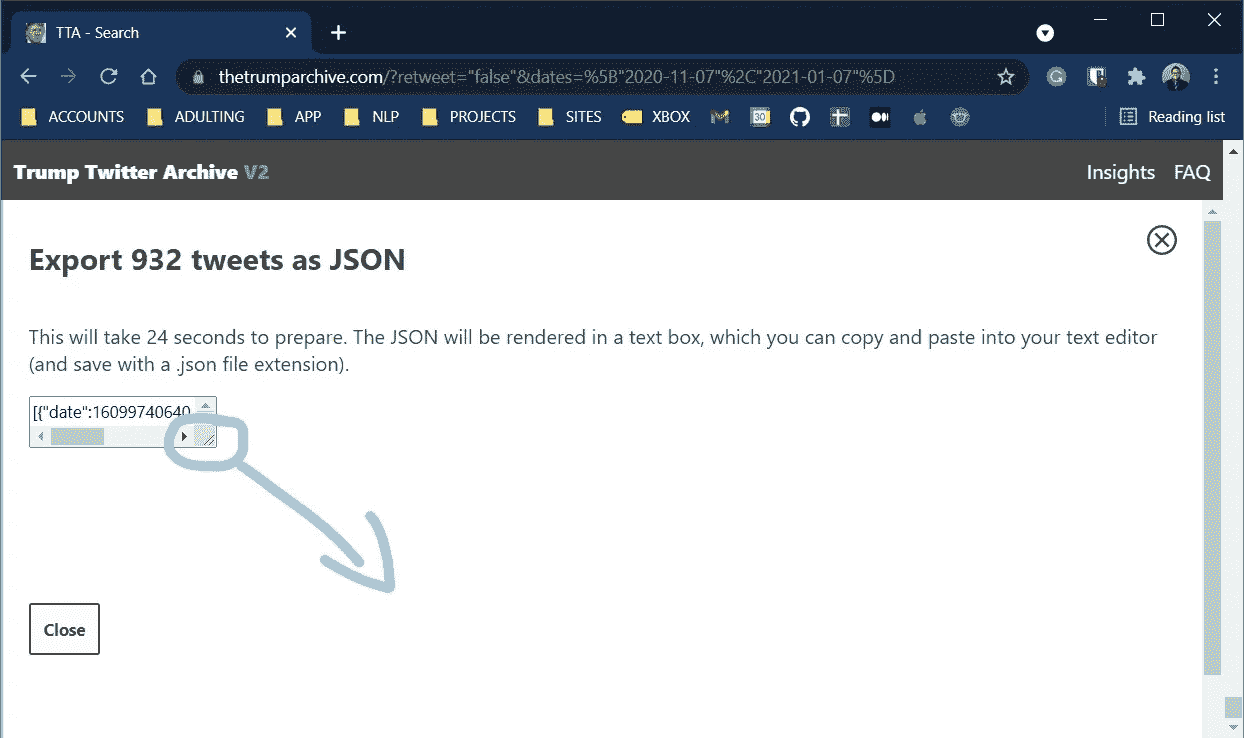 TTA - Search
thetrumparchive.com/?retweet="false"&dates=%5B"2020-11-07"%2C"2021-01-07"%5D
ACCOUNTS ADULTING APP NLP PROJECTS SITES XBOX 30 Reading list
Trump Twitter Archive V2 Insights FAQ
Export 932 tweets as JSON
This will take 24 seconds to prepare. The JSON will be rendered in a text box, which you can copy and paste into your text editor
(and save with a .json file extension).
[{"date":16099740640
Close